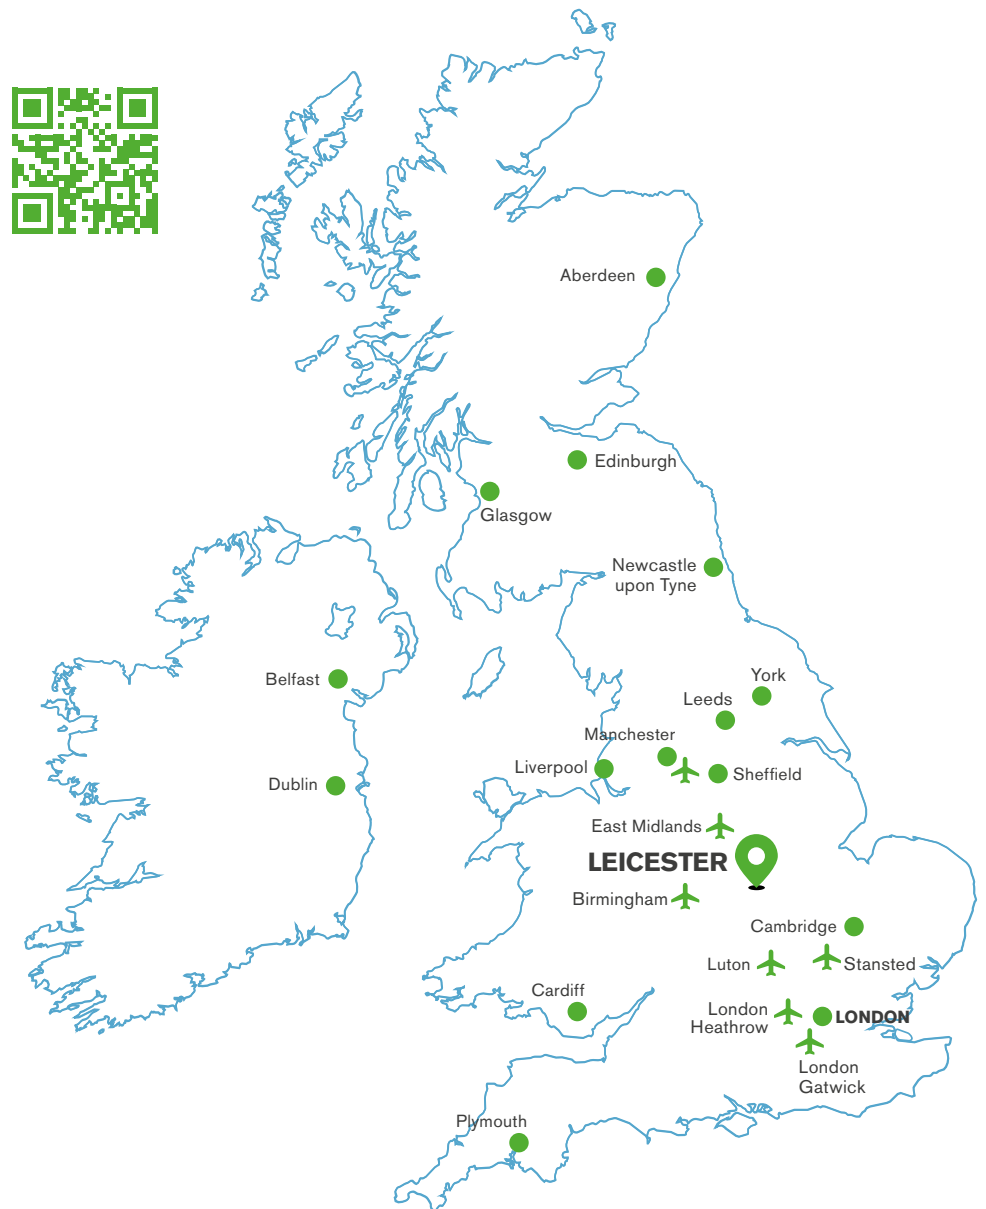 Aberdeen
Edinburgh
Glasgow
Newcastle
upon Tyne
Belfast
York
Leeds
Manchester
Liverpool
Sheffield
Dublin
East Midlands
LEICESTER
Birmingham
Cambridge
Luton
Stansted
Cardiff
London
Heathrow
LONDON
London
Gatwick
Plymouth